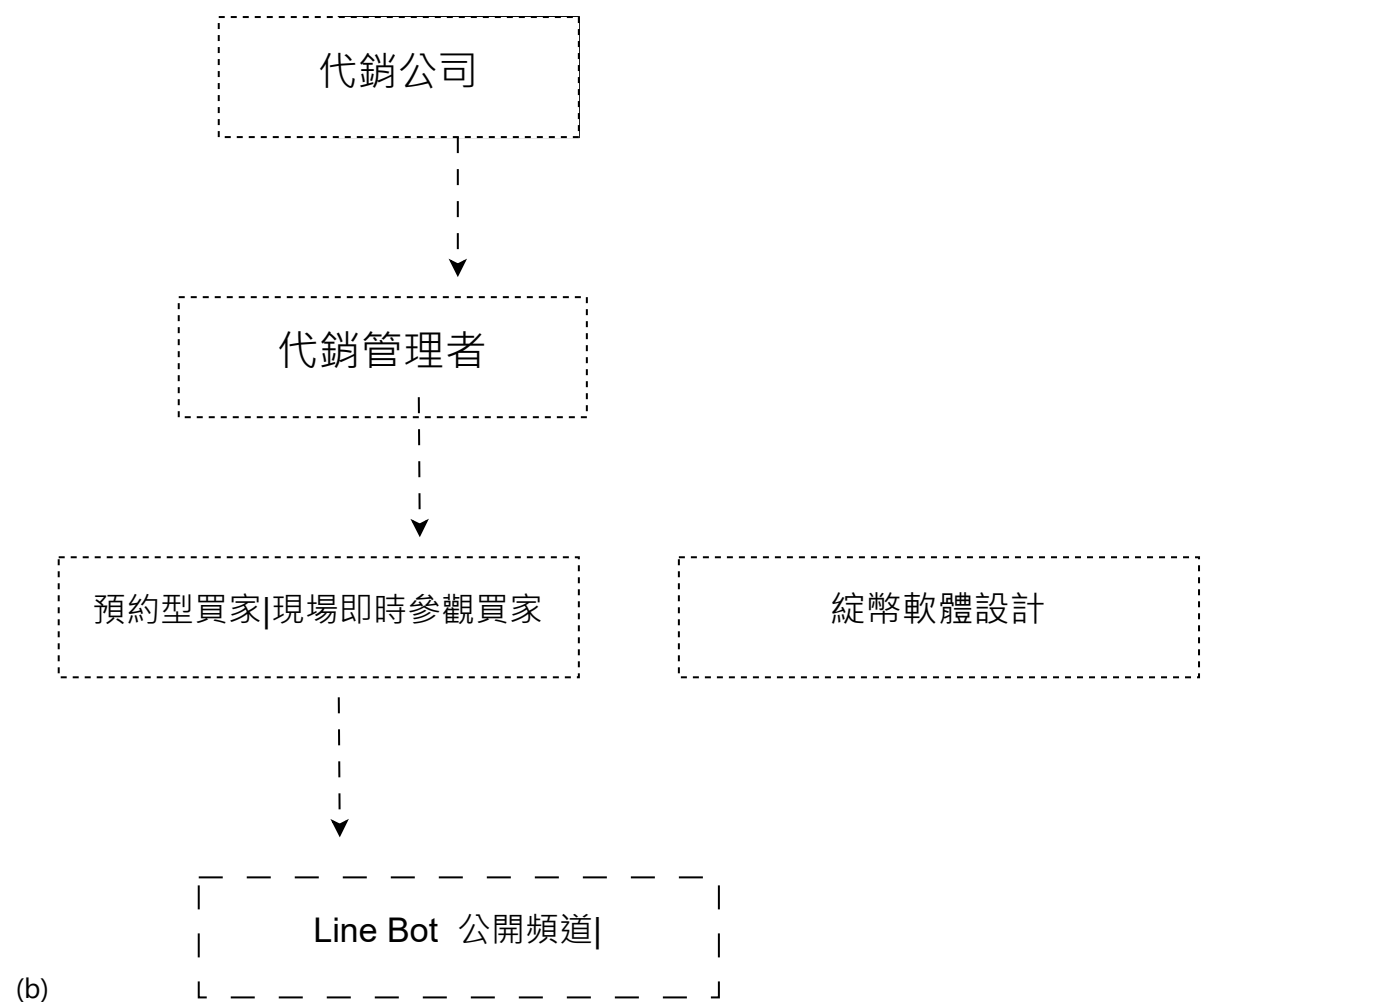 代銷公司
代銷管理者
預約型買家|現場即時參觀買家
綻幣軟體設計
Line Bot  公開頻道|
(b)